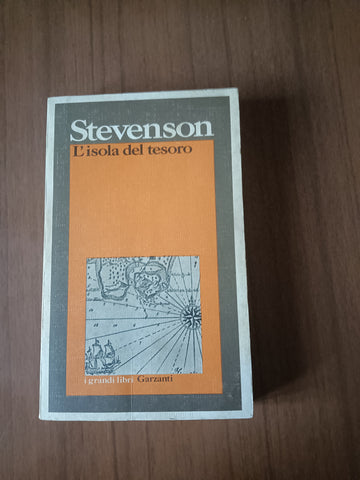 Stevenson
L'isola del tesoro
i grandi libri Garzanti